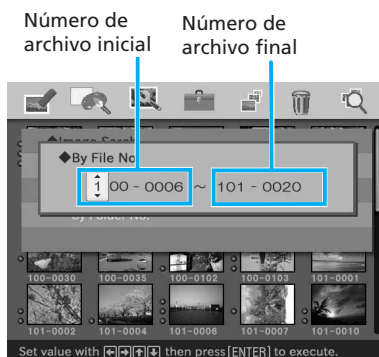 Número de
archivo inicial
Número de
archivo final
◆Image Search
◆By File No.
100 - 0006 ~ 101 - 0020
By Folder No.
100-0030 100-0035 100-0102 100-0103 101-0001
101-0002 101-0004 101-0006 101-0007 101-0010
Set value with [←][→][↑][↓] then press [ENTER] to execute.